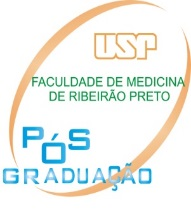 USP
FACULDADE DE MEDICINA
DE RIBEIRÃO PRETO
PÓS
GRADUAÇÃO